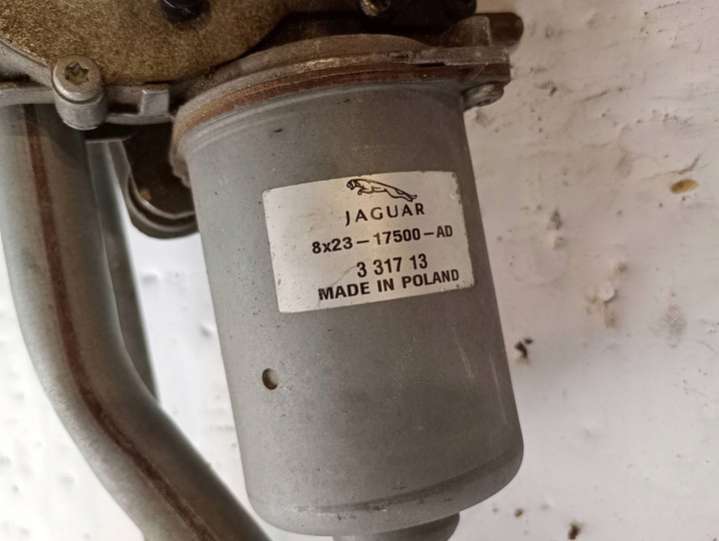 JAGUAR
8x23-17500-AD
3 317 13
MADE IN POLAND